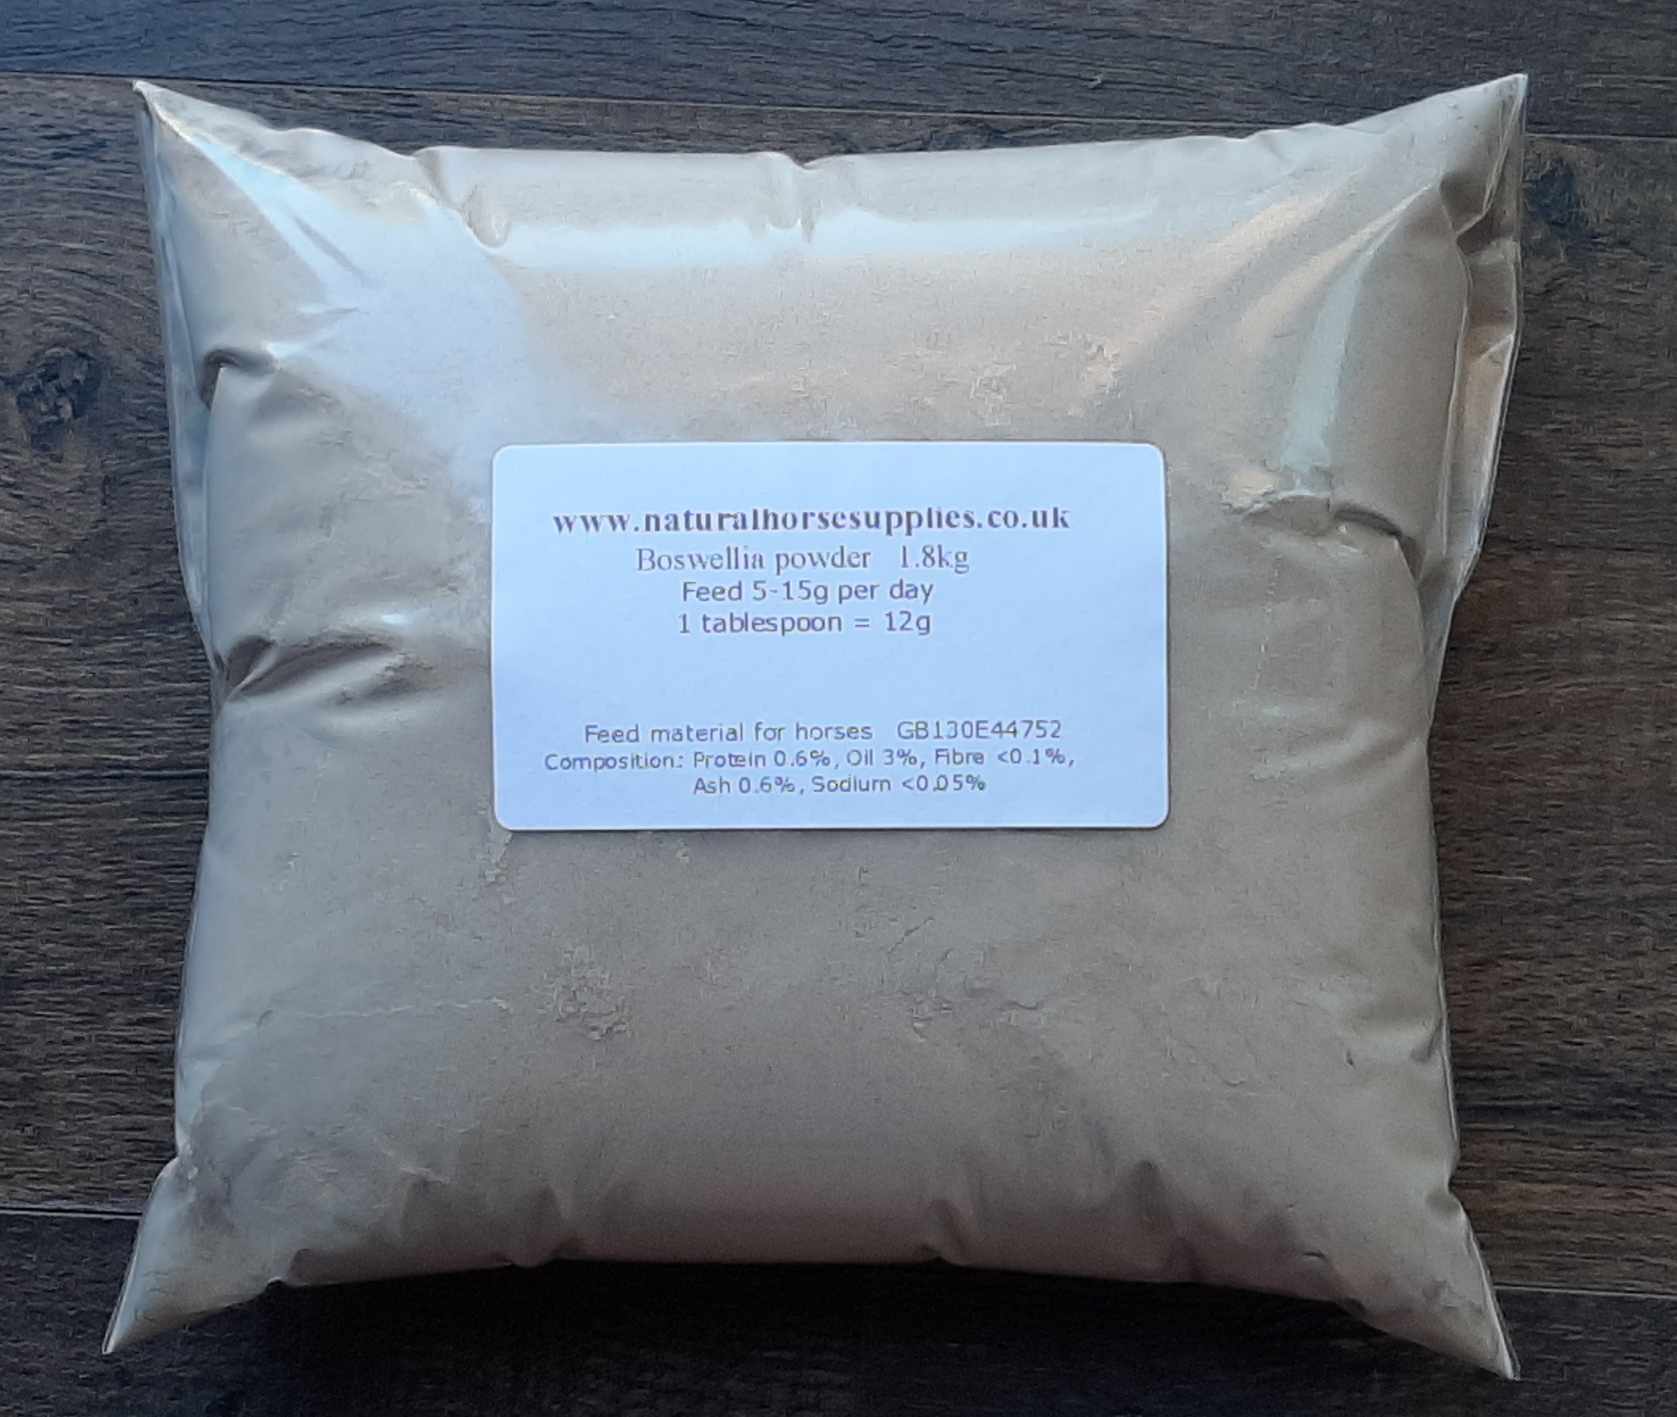 www.naturalhorsesupplies.co.uk
Boswellia powder 1.8kg
Feed 5-15g per day
1 tablespoon = 12g
Feed material for horses GB130E44752
Composition: Protein 0.6%, Oil 3%, Fibre <0.1%,
Ash 0.6%, Sodium <0.05%